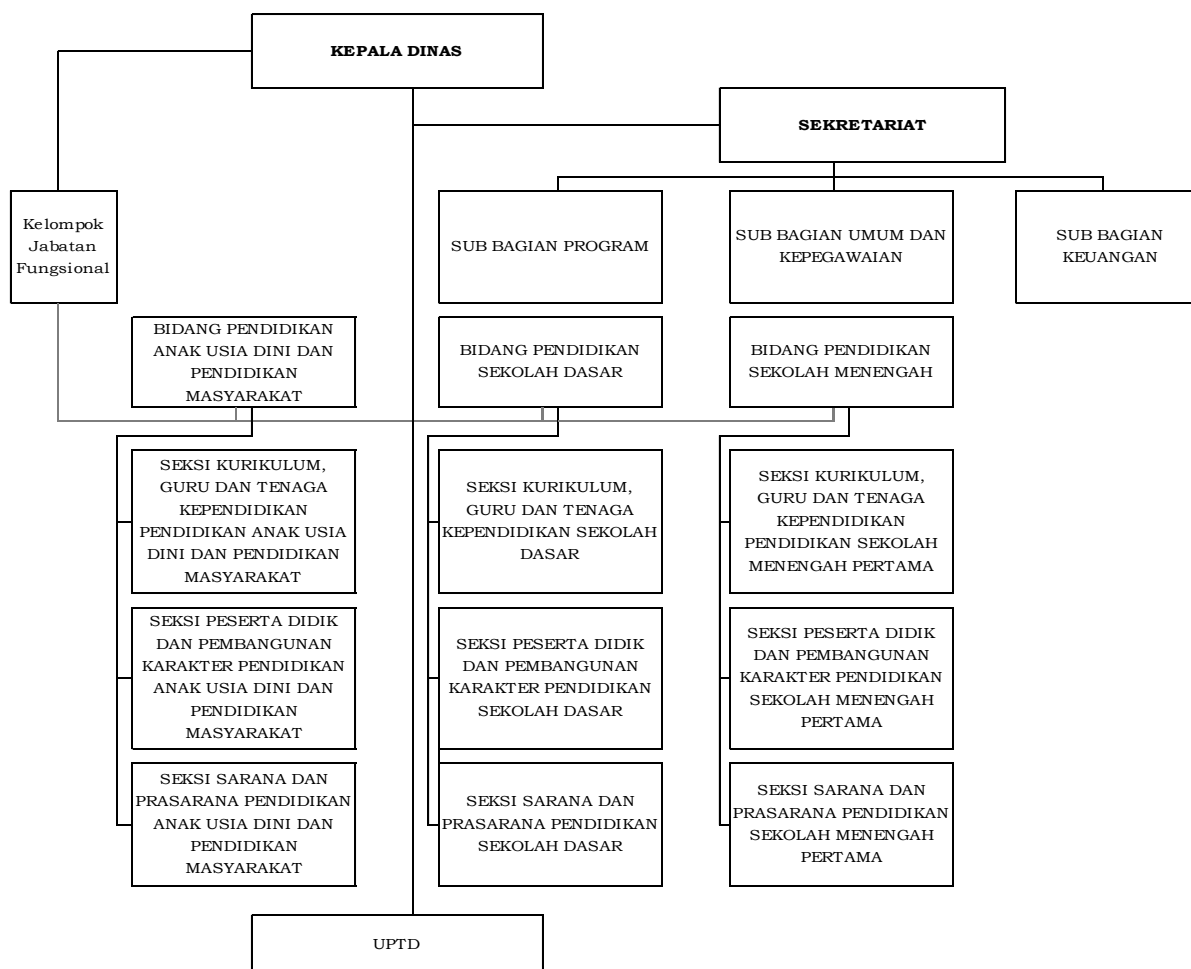 KEPALA DINAS
SEKRETARIAT
Kelompok
Jabatan
Fungsional
SUB BAGIAN PROGRAM
SUB BAGIAN UMUM DAN
KEPEGAWAIAN
SUB BAGIAN
KEUANGAN
BIDANG PENDIDIKAN
ANAK USIA DINI DAN
PENDIDIKAN
MASYARAKAT
BIDANG PENDIDIKAN
SEKOLAH DASAR
BIDANG PENDIDIKAN
SEKOLAH MENENGAH
SEKSI KURIKULUM,
GURU DAN TENAGA
KEPENDIDIKAN
PENDIDIKAN ANAK USIA
DINI DAN PENDIDIKAN
MASYARAKAT
SEKSI KURIKULUM,
GURU DAN TENAGA
KEPENDIDIKAN SEKOLAH
DASAR
SEKSI KURIKULUM,
GURU DAN TENAGA
KEPENDIDIKAN
PENDIDIKAN SEKOLAH
MENENGAH PERTAMA
SEKSI PESERTA DIDIK
DAN PEMBANGUNAN
KARAKTER PENDIDIKAN
ANAK USIA DINI DAN
PENDIDIKAN
MASYARAKAT
SEKSI PESERTA DIDIK
DAN PEMBANGUNAN
KARAKTER PENDIDIKAN
SEKOLAH DASAR
SEKSI PESERTA DIDIK
DAN PEMBANGUNAN
KARAKTER PENDIDIKAN
SEKOLAH MENENGAH
PERTAMA
SEKSI SARANA DAN
PRASARANA PENDIDIKAN
ANAK USIA DINI DAN
PENDIDIKAN
MASYARAKAT
SEKSI SARANA DAN
PRASARANA PENDIDIKAN
SEKOLAH DASAR
SEKSI SARANA DAN
PRASARANA PENDIDIKAN
SEKOLAH MENENGAH
PERTAMA
UPTD